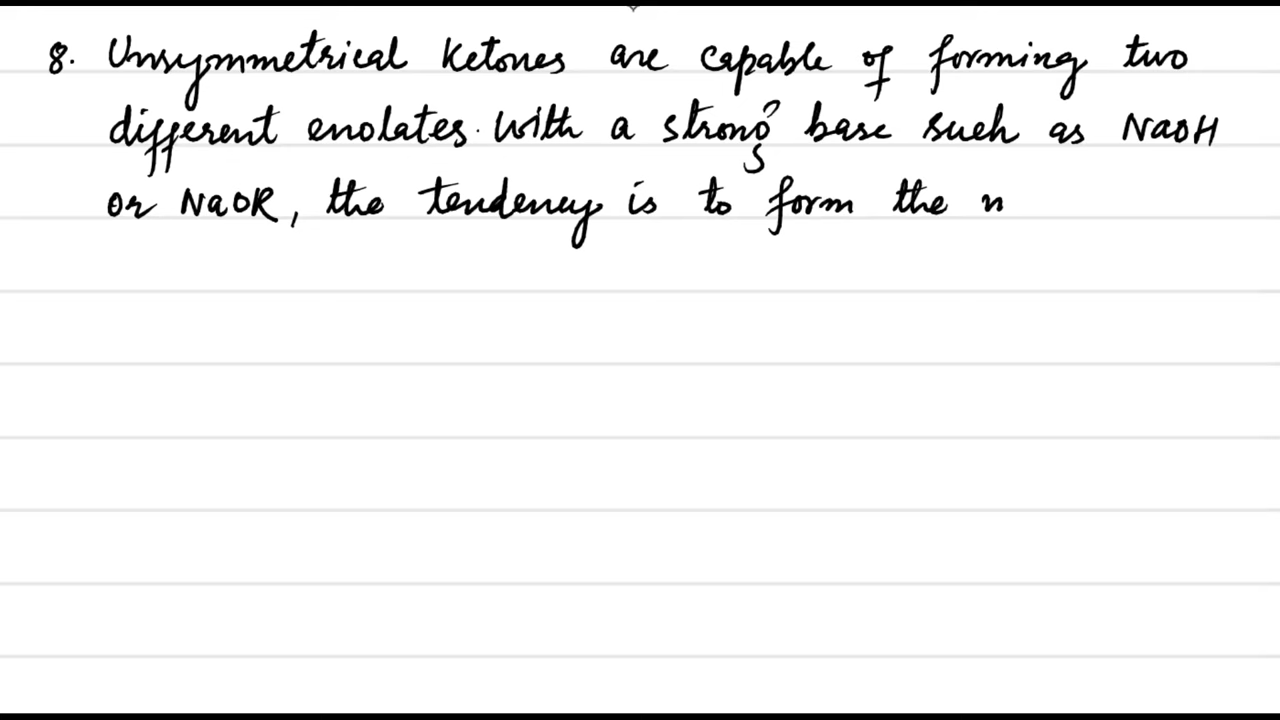 8. Unsymmetrical ketones are capable of forming two
different enolates. With a strong base such as NaOH
or NaOR, the tendency is to form the n